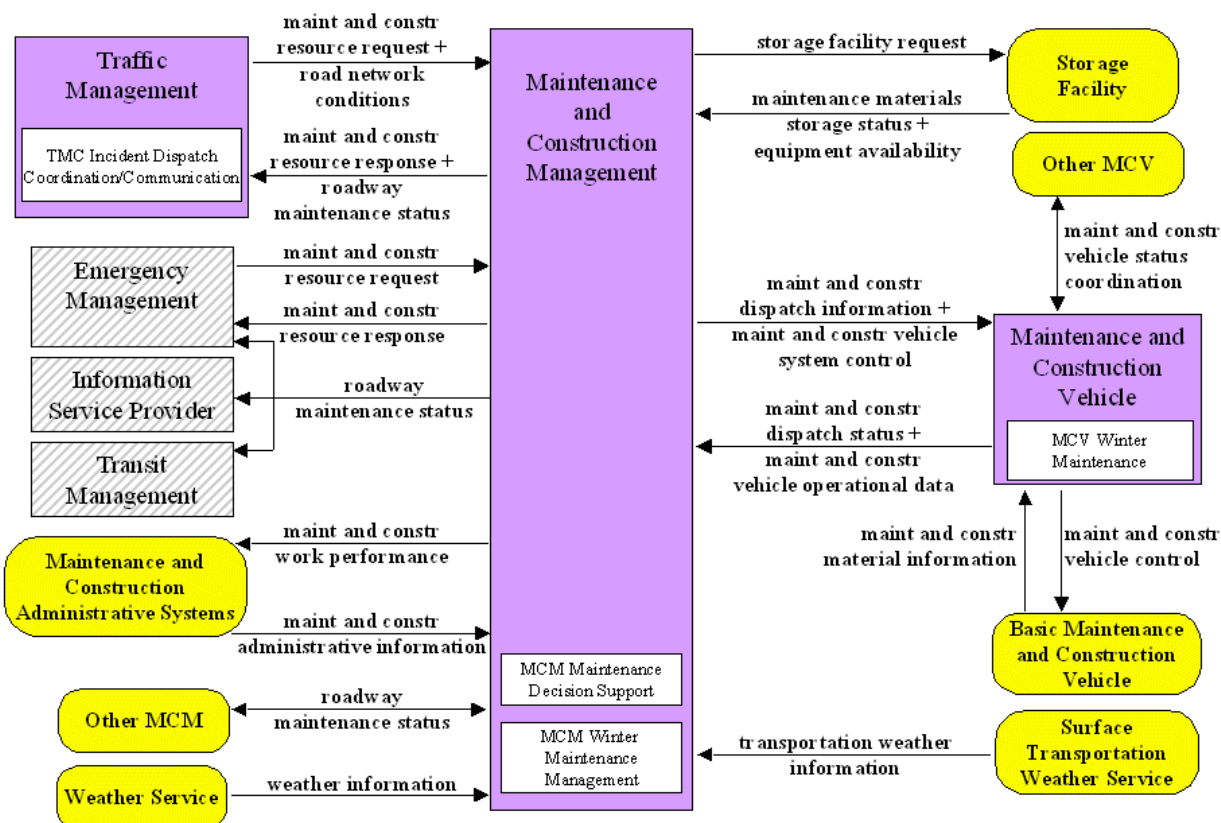 Traffic
Management
TMC Incident Dispatch
Coordination/Communication
maint and constr
resource request +
road network
conditions
maint and constr
resource response +
roadway
maintenance status
Emergency
Management
maint and constr
resource request
maint and constr
resource response
Information
Service Provider
roadway
maintenance status
Transit
Management
maint and constr
work performance
Maintenance and
Construction
Administrative Systems
maint and constr
administrative information
Other MCM
roadway
maintenance status
Weather Service
weather information
Maintenance
and
Construction
Management
MCM Maintenance
Decision Support
MCM Winter
Maintenance
Management
storage facility request
maintenance materials
storage status +
equipment availability
Storage
Facility
Other MCV
maint and constr
vehicle status
coordination
maint and constr
dispatch information +
maint and constr vehicle
system control
maint and constr
dispatch status +
maint and constr
vehicle operational data
Maintenance and
Construction
Vehicle
MCV Winter
Maintenance
maint and constr
material information
maint and constr
vehicle control
Basic Maintenance
and Construction
Vehicle
transportation weather
information
Surface
Transportation
Weather Service